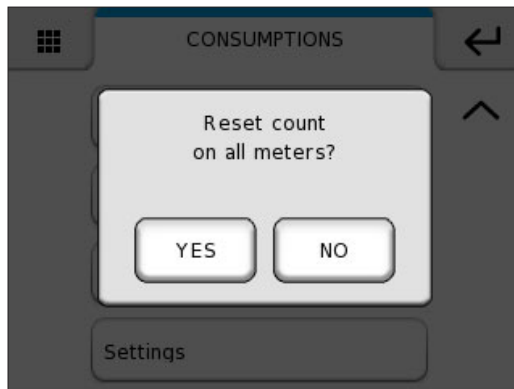 CONSUMPTIONS
Reset count
on all meters?
YES NO
Settings